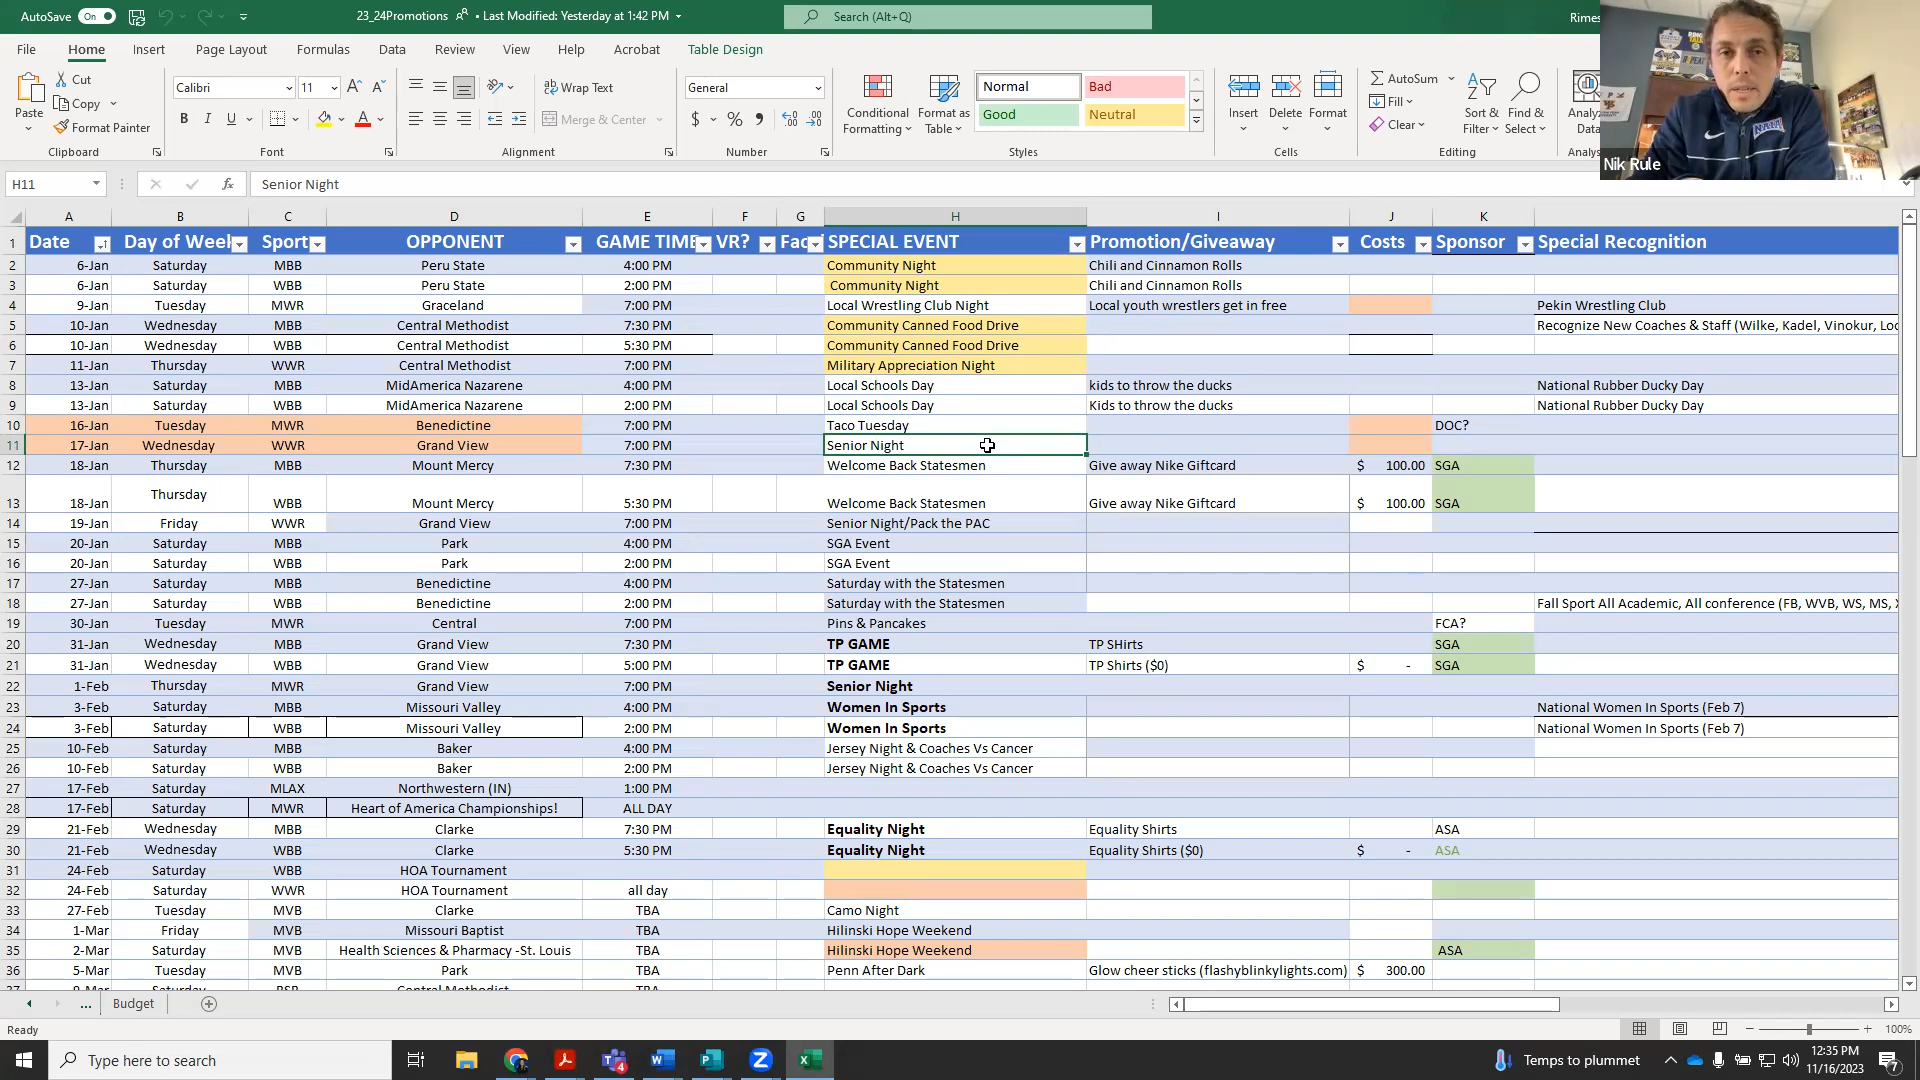 AutoSave On 23_24Promotions • Last Modified: Yesterday at 1:42 PM Search (Alt+Q) Rimes
File Home Insert Page Layout Formulas Data Review View Help Acrobat Table Design
Paste Cut Copy Format Painter Clipboard
Calibri 11 B I U A Font
Wrap Text Merge & Center Alignment
General $ % 9 Number
Conditional Formatting Format as Table Normal Bad Good Neutral Styles
Insert Delete Format Cells
AutoSum Fill Clear Sort & Filter Find & Select Editing
Nik Rule
H11 fx Senior Night
A B C D E F G H I J K
1 Date Day of Week Sport OPPONENT GAME TIME VR? Fac SPECIAL EVENT Promotion/Giveaway Costs Sponsor Special Recognition
2 6-Jan Saturday MBB Peru State 4:00 PM Community Night Chili and Cinnamon Rolls
3 6-Jan Saturday WBB Peru State 2:00 PM Community Night Chili and Cinnamon Rolls
4 9-Jan Tuesday MWR Graceland 7:00 PM Local Wrestling Club Night Local youth wrestlers get in free Pekin Wrestling Club
5 10-Jan Wednesday MBB Central Methodist 7:30 PM Community Canned Food Drive Recognize New Coaches & Staff (Wilke, Kadel, Vinokur, Loc
6 10-Jan Wednesday WBB Central Methodist 5:30 PM Community Canned Food Drive
7 11-Jan Thursday WWR Central Methodist 7:00 PM Military Appreciation Night
8 13-Jan Saturday MBB MidAmerica Nazarene 4:00 PM Local Schools Day kids to throw the ducks National Rubber Ducky Day
9 13-Jan Saturday WBB MidAmerica Nazarene 2:00 PM Local Schools Day Kids to throw the ducks National Rubber Ducky Day
10 16-Jan Tuesday MWR Benedictine 7:00 PM Taco Tuesday DOC?
11 17-Jan Wednesday WWR Grand View 7:00 PM Senior Night
12 18-Jan Thursday MBB Mount Mercy 7:30 PM Welcome Back Statesmen Give away Nike Giftcard $ 100.00 SGA
13 18-Jan Thursday WBB Mount Mercy 5:30 PM Welcome Back Statesmen Give away Nike Giftcard $ 100.00 SGA
14 19-Jan Friday WWR Grand View 7:00 PM Senior Night/Pack the PAC
15 20-Jan Saturday MBB Park 4:00 PM SGA Event
16 20-Jan Saturday WBB Park 2:00 PM SGA Event
17 27-Jan Saturday MBB Benedictine 4:00 PM Saturday with the Statesmen
18 27-Jan Saturday WBB Benedictine 2:00 PM Saturday with the Statesmen Fall Sport All Academic, All conference (FB, WVB, WS, MS, X
19 30-Jan Tuesday MWR Central 7:00 PM Pins & Pancakes FCA?
20 31-Jan Wednesday MBB Grand View 7:30 PM TP GAME TP SHirts SGA
21 31-Jan Wednesday WBB Grand View 5:00 PM TP GAME TP Shirts ($0) $ - SGA
22 1-Feb Thursday MWR Grand View 7:00 PM Senior Night
23 3-Feb Saturday MBB Missouri Valley 4:00 PM Women In Sports National Women In Sports (Feb 7)
24 3-Feb Saturday WBB Missouri Valley 2:00 PM Women In Sports National Women In Sports (Feb 7)
25 10-Feb Saturday MBB Baker 4:00 PM Jersey Night & Coaches Vs Cancer
26 10-Feb Saturday WBB Baker 2:00 PM Jersey Night & Coaches Vs Cancer
27 17-Feb Saturday MLAX Northwestern (IN) 1:00 PM
28 17-Feb Saturday MWR Heart of America Championships! ALL DAY
29 21-Feb Wednesday MBB Clarke 7:30 PM Equality Night Equality Shirts ASA
30 21-Feb Wednesday WBB Clarke 5:30 PM Equality Night Equality Shirts ($0) $ - ASA
31 24-Feb Saturday WBB HOA Tournament
32 24-Feb Saturday WWR HOA Tournament all day
33 27-Feb Tuesday MVB Clarke TBA Camo Night
34 1-Mar Friday MVB Missouri Baptist TBA Hilinski Hope Weekend
35 2-Mar Saturday MVB Health Sciences & Pharmacy -St. Louis TBA Hilinski Hope Weekend ASA
36 5-Mar Tuesday MVB Park TBA Penn After Dark Glow cheer sticks (flashyblinkylights.com) $ 300.00
... Budget
Ready 100%
Type here to search Temps to plummet 12:35 PM
11/16/2023